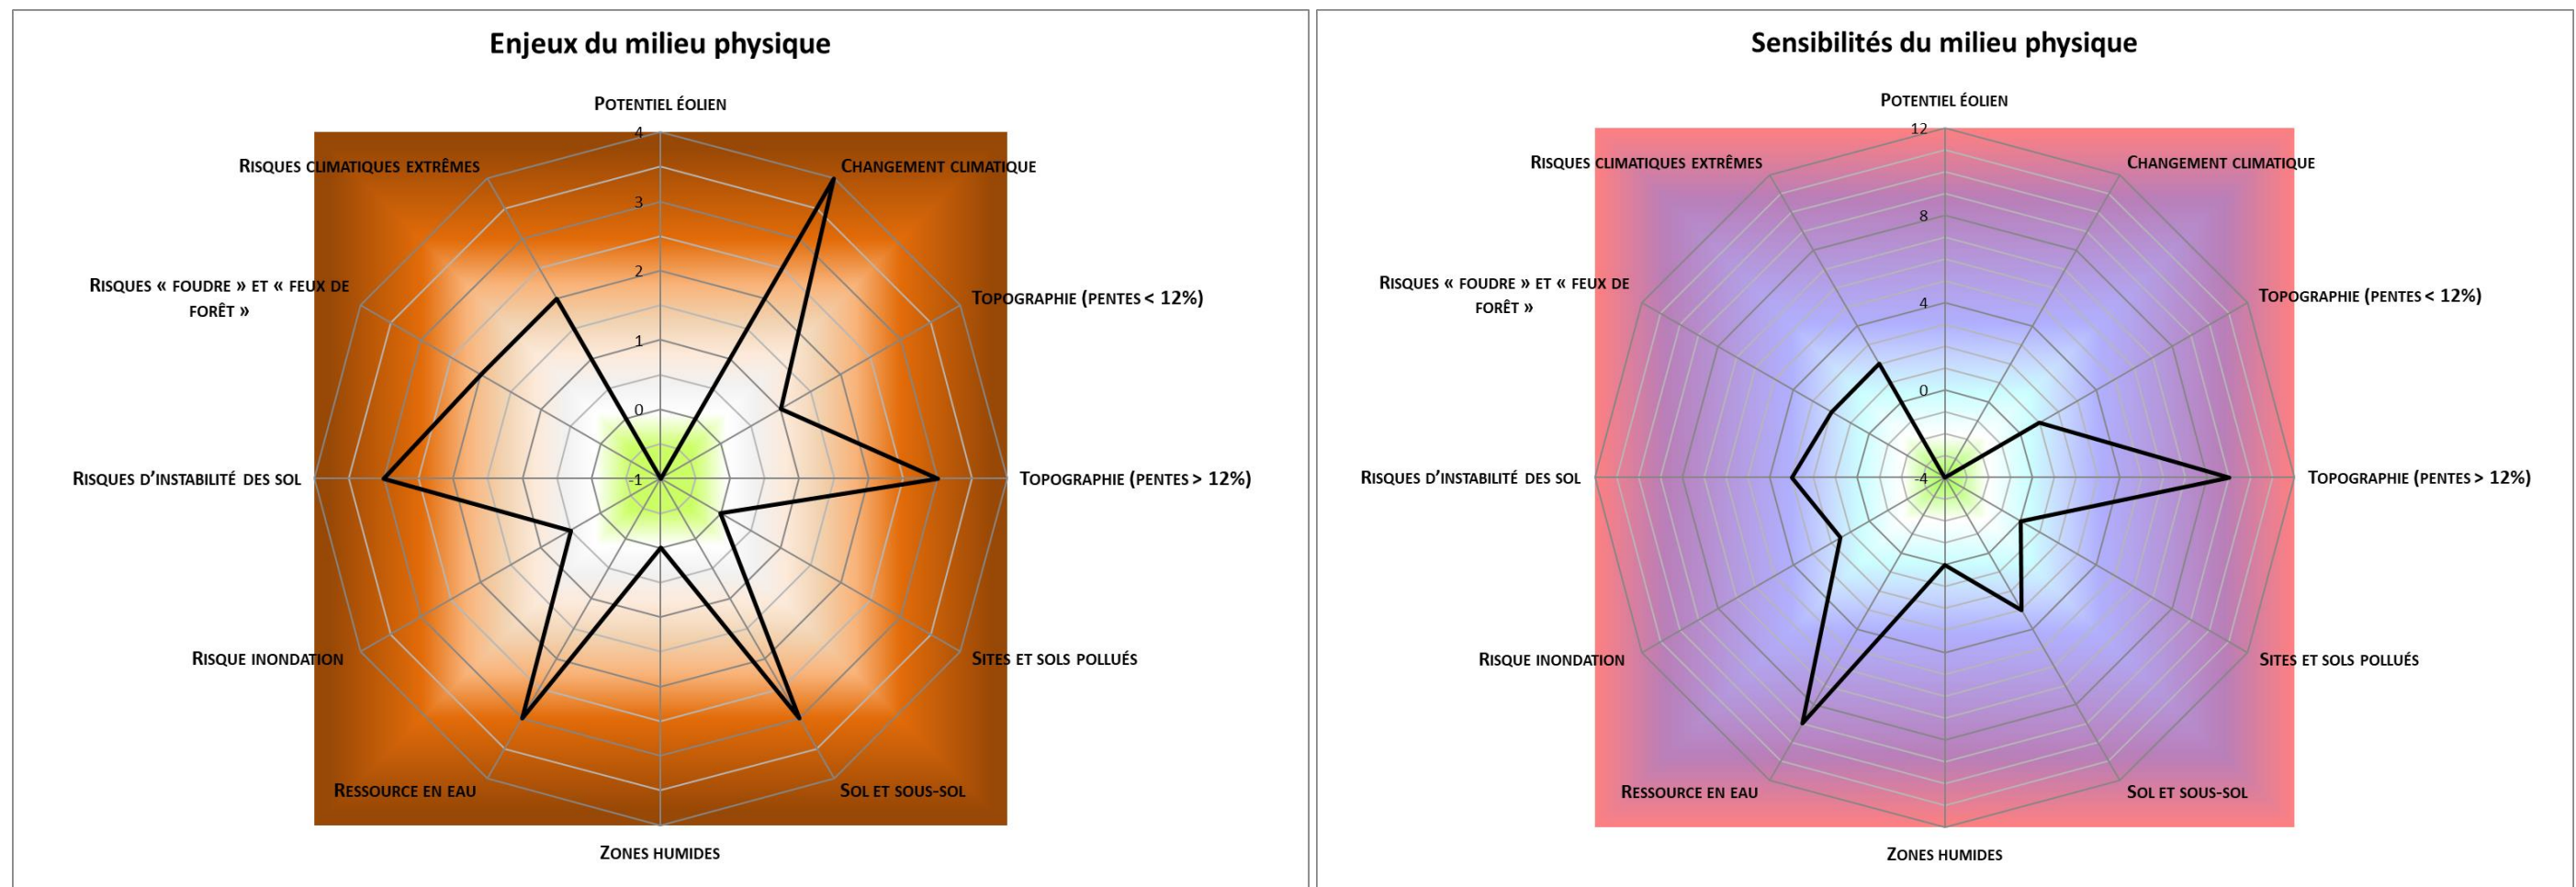 Enjeux du milieu physique
POTENTIEL ÉOLIEN
4
RISQUES CLIMATIQUES EXTRÊMES
CHANGEMENT CLIMATIQUE
3
RISQUES « FOUDRE » ET « FEUX DE
FORÊT »
2
TOPOGRAPHIE (PENTES < 12%)
1
0
RISQUES D'INSTABILITÉ DES SOL
-1
TOPOGRAPHIE (PENTES > 12%)
RISQUE INONDATION
SITES ET SOLS POLLUÉS
RESSOURCE EN EAU
SOL ET SOUS-SOL
ZONES HUMIDES
Sensibilités du milieu physique
POTENTIEL ÉOLIEN
12
RISQUES CLIMATIQUES EXTRÊMES
CHANGEMENT CLIMATIQUE
8
RISQUES « FOUDRE » ET « FEUX DE
FORÊT »
TOPOGRAPHIE (PENTES < 12%)
4
0
RISQUES D'INSTABILITÉ DES SOL
-4
TOPOGRAPHIE (PENTES > 12%)
RISQUE INONDATION
SITES ET SOLS POLLUÉS
RESSOURCE EN EAU
SOL ET SOUS-SOL
ZONES HUMIDES